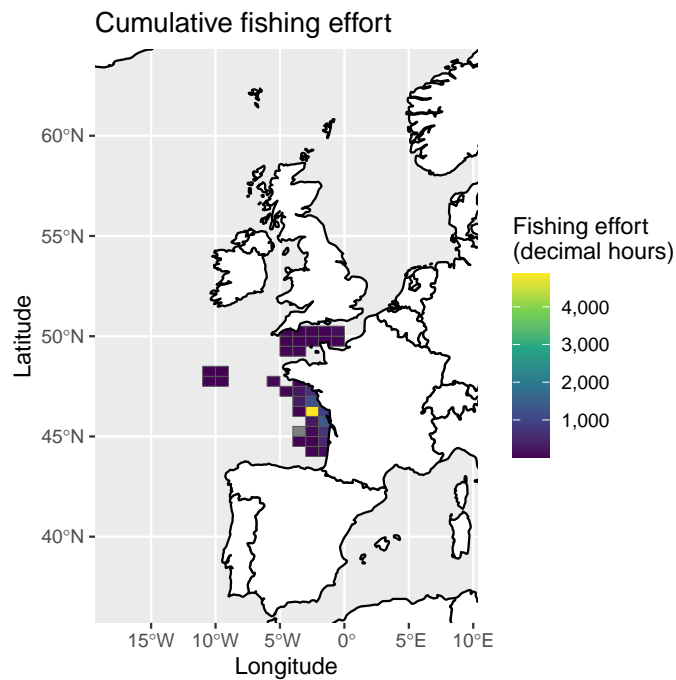 Cumulative fishing effort
60°N
55°N
50°N
45°N
40°N
Latitude
15°W
10°W
5°W
0°
5°E
10°E
Longitude
Fishing effort
(decimal hours)
4,000
3,000
2,000
1,000